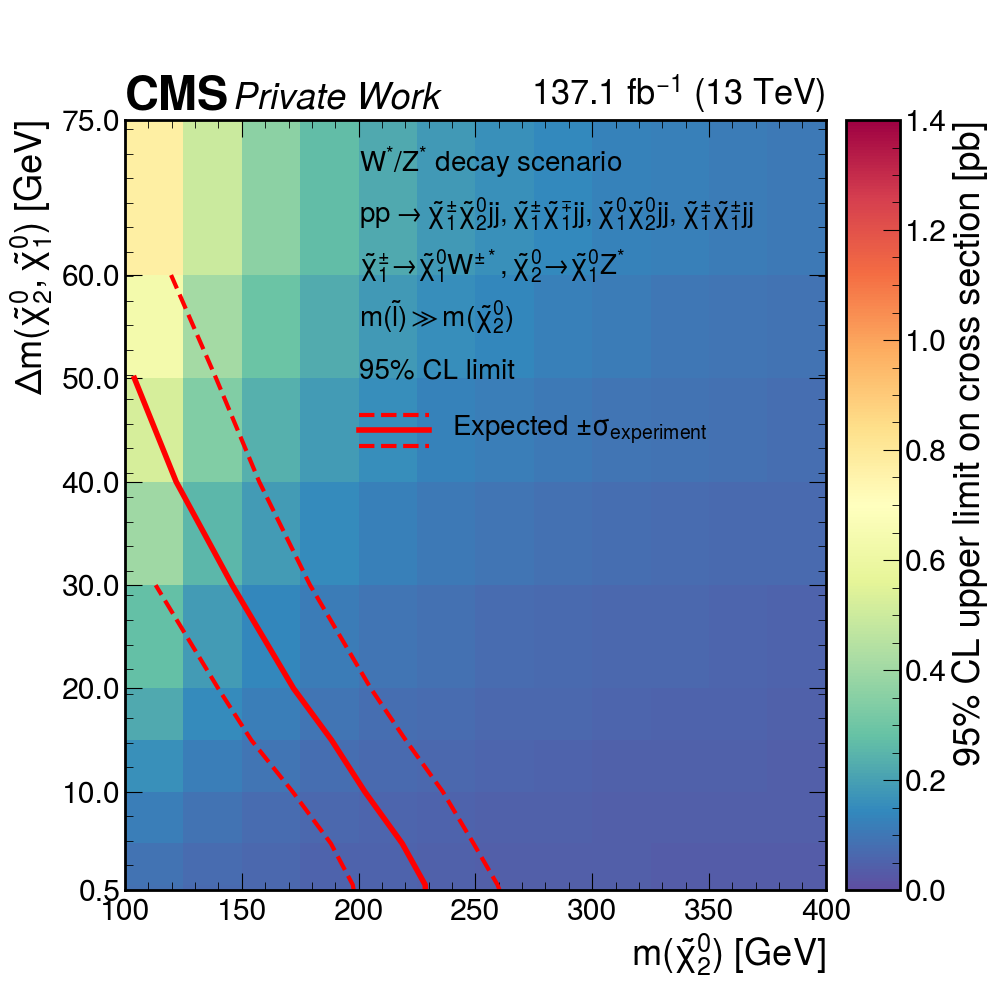 CMS Private Work 137.1 fb⁻¹ (13 TeV)
Δm(χ̃₂⁰, χ̃₁⁰) [GeV]
75.0
60.0
50.0
40.0
30.0
20.0
10.0
0.5
W*/Z* decay scenario
pp → χ̃₁±χ̃₂⁰jj, χ̃₁±χ̃₁∓jj, χ̃₁⁰χ̃₂⁰jj, χ̃₁±χ̃₁±jj
χ̃₁±→χ̃₁⁰W±*, χ̃₂⁰→χ̃₁⁰Z*
m(l̃)≫m(χ̃₂⁰)
95% CL limit
Expected ±σ_experiment
100 150 200 250 300 350 400
m(χ̃₂⁰) [GeV]
1.4
1.2
1.0
0.8
0.6
0.4
0.2
0.0
95% CL upper limit on cross section [pb]